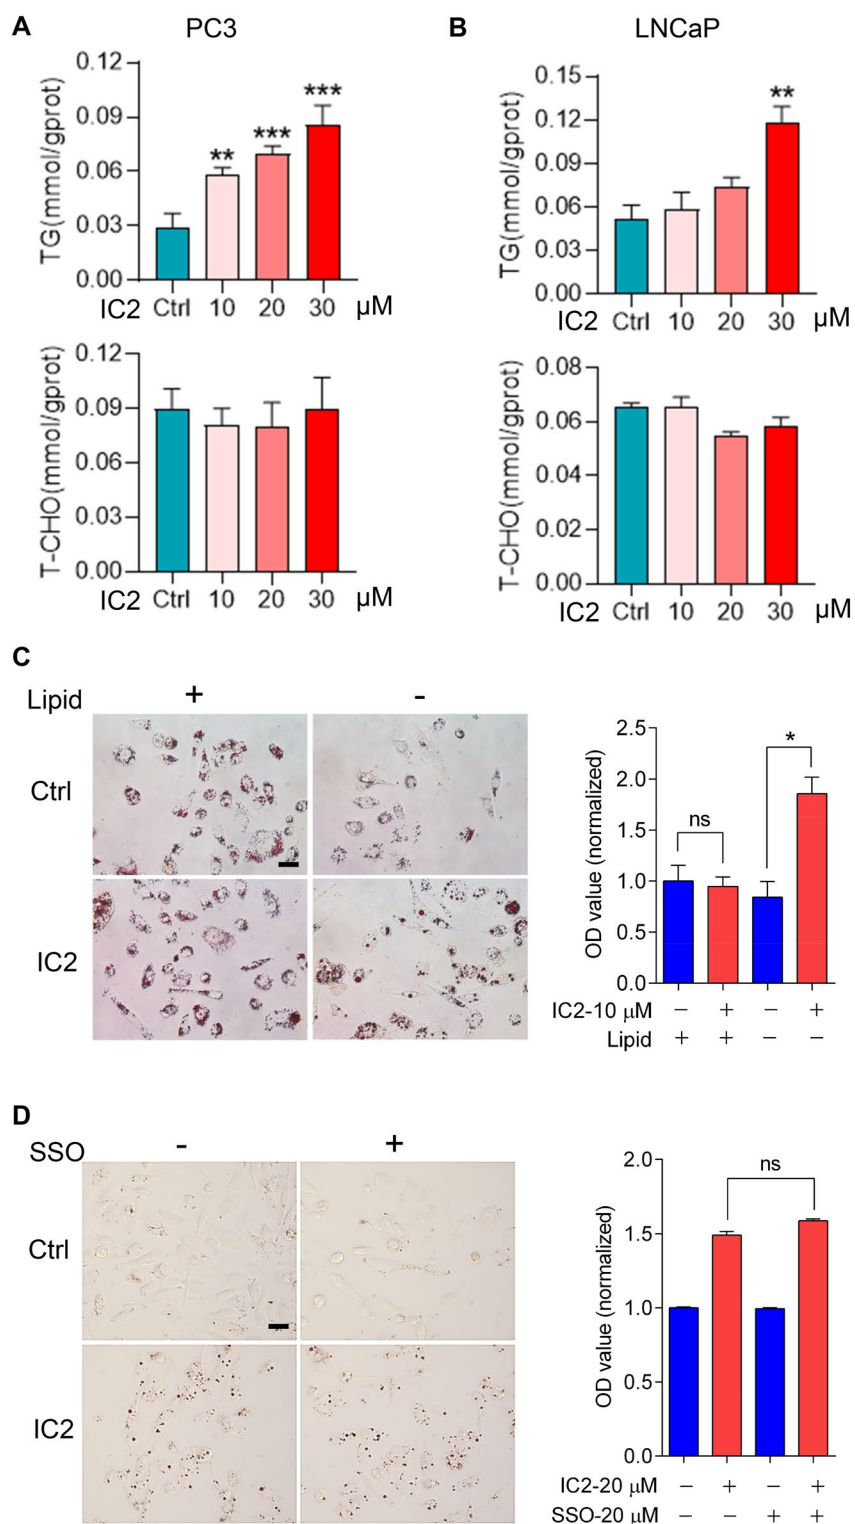 A PC3
TG(mmol/gprot)
0.12
0.09
0.06
0.03
0.00
** *** ***
IC2 Ctrl 10 20 30 μM
T-CHO(mmol/gprot)
0.12
0.09
0.06
0.03
0.00
IC2 Ctrl 10 20 30 μM
B LNCaP
TG(mmol/gprot)
0.15
0.12
0.09
0.06
0.03
0.00
**
IC2 Ctrl 10 20 30 μM
T-CHO(mmol/gprot)
0.08
0.06
0.04
0.02
0.00
IC2 Ctrl 10 20 30 μM
C
Lipid + -
Ctrl
IC2
OD value (normalized)
2.5
2.0
1.5
1.0
0.5
0.0
ns *
IC2-10 μM − + − +
Lipid + + − −
D
SSO - +
Ctrl
IC2
OD value (normalized)
2.0
1.5
1.0
0.5
0.0
ns
IC2-20 μM − + − +
SSO-20 μM − − + +